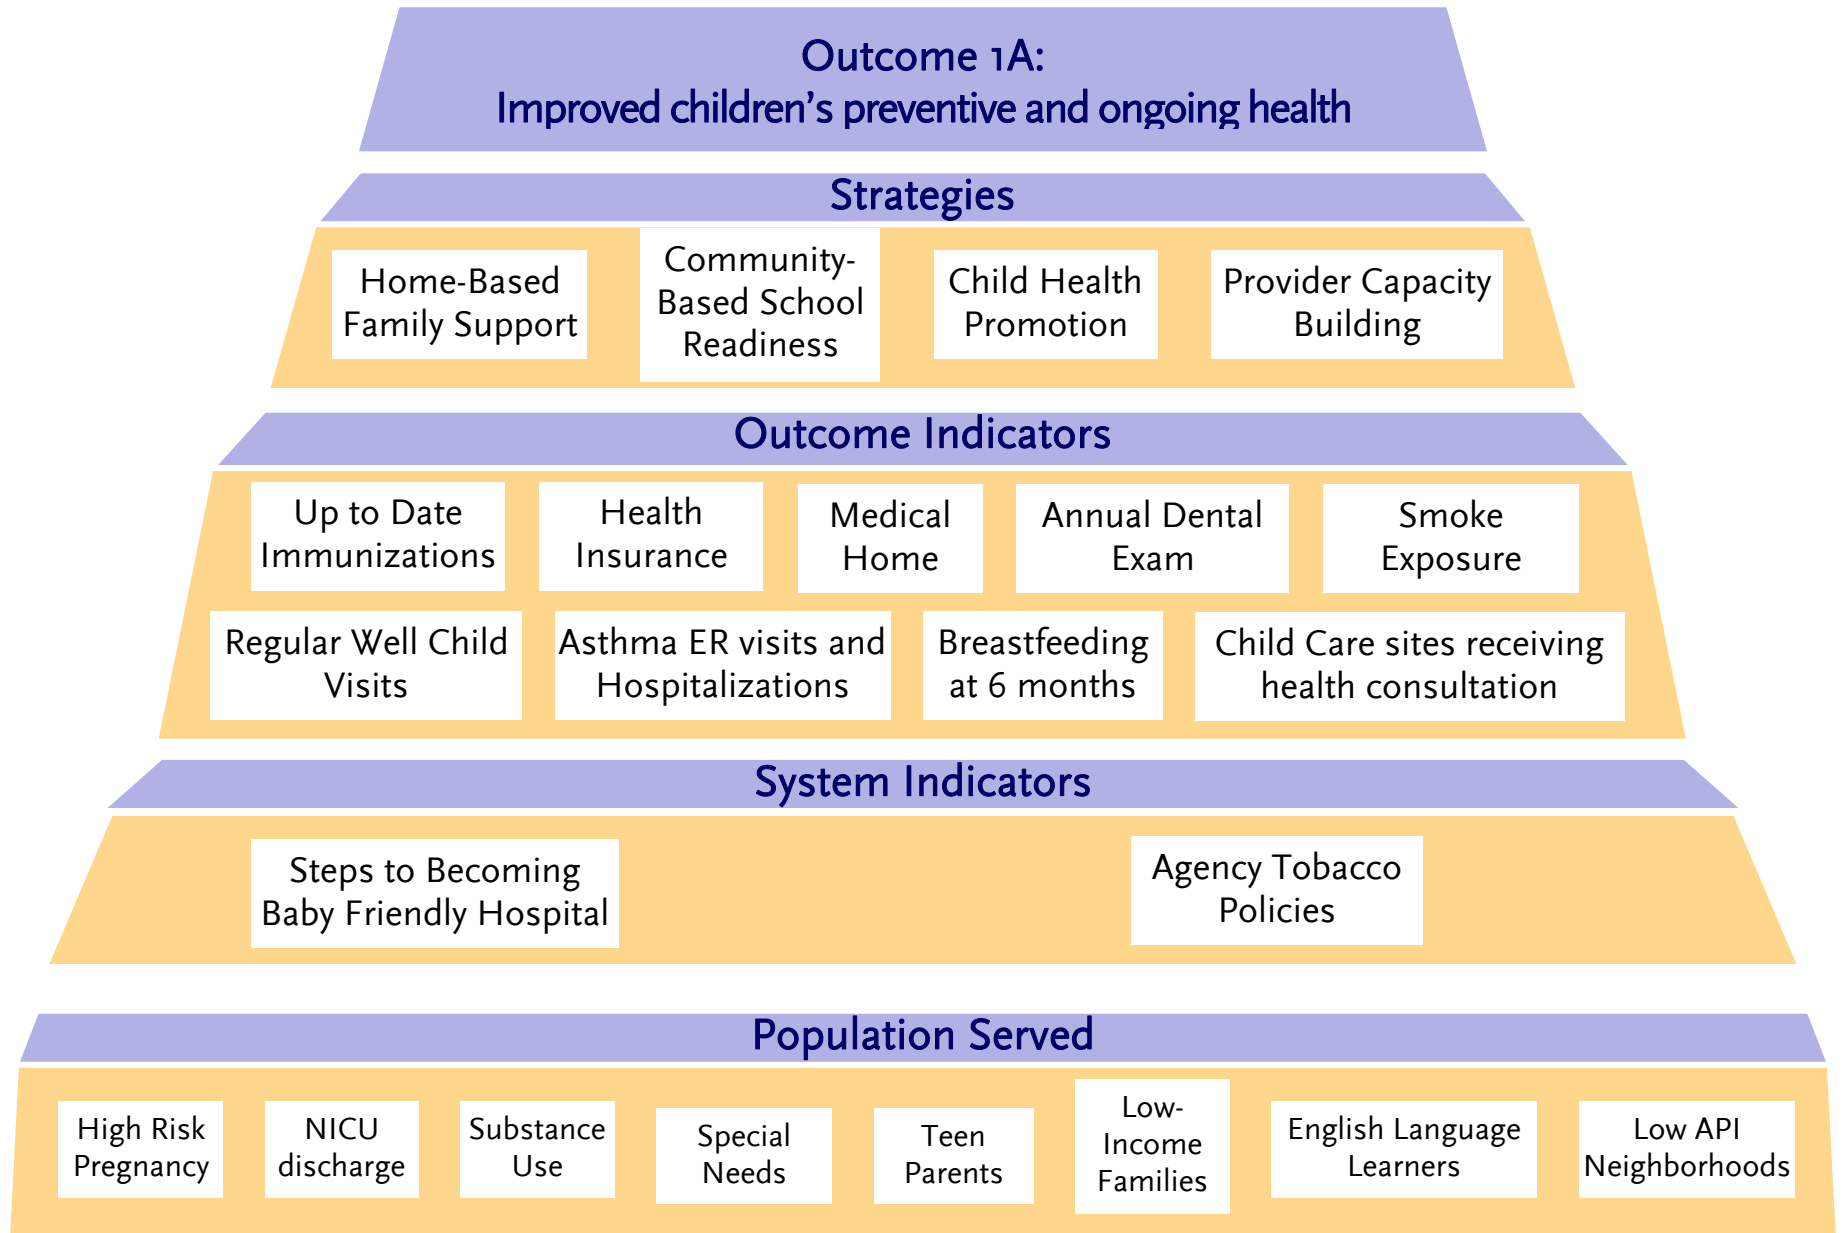 Outcome 1A:
Improved children’s preventive and ongoing health
Strategies
Home-Based
Family Support
Community-
Based School
Readiness
Child Health
Promotion
Provider Capacity
Building
Outcome Indicators
Up to Date
Immunizations
Health
Insurance
Medical
Home
Annual Dental
Exam
Smoke
Exposure
Regular Well Child
Visits
Asthma ER visits and
Hospitalizations
Breastfeeding
at 6 months
Child Care sites receiving
health consultation
System Indicators
Steps to Becoming
Baby Friendly Hospital
Agency Tobacco
Policies
Population Served
High Risk
Pregnancy
NICU
discharge
Substance
Use
Special
Needs
Teen
Parents
Low-
Income
Families
English Language
Learners
Low API
Neighborhoods